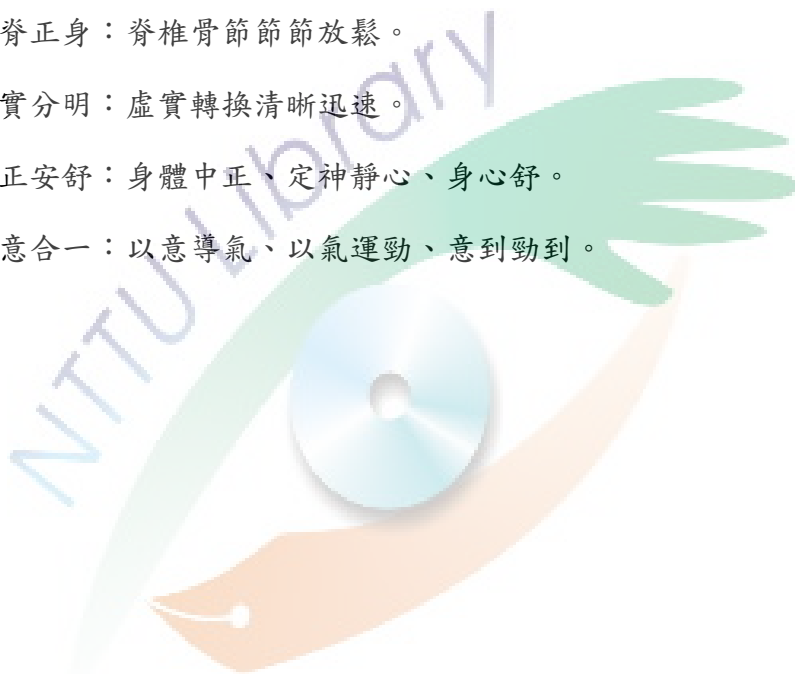 脊正身：脊椎骨節節節放鬆。
實分明：虛實轉換清晰迅速。
正安舒：身體中正、定神靜心、身心舒。
意合一：以意導氣、以氣運勁、意到勁到。
NTTU Library